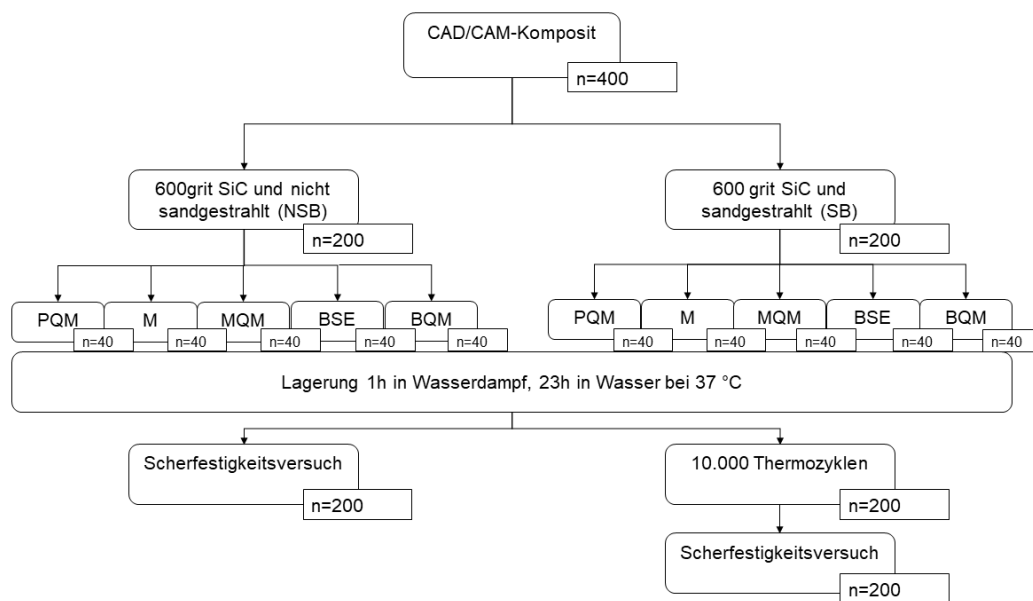 CAD/CAM-Komposit
n=400
600grit SiC und nicht
sandgestrahlt (NSB)
n=200
600 grit SiC und
sandgestrahlt (SB)
n=200
PQM
n=40
M
n=40
MQM
n=40
BSE
n=40
BQM
n=40
PQM
n=40
M
n=40
MQM
n=40
BSE
n=40
BQM
n=40
Lagerung 1h in Wasserdampf, 23h in Wasser bei 37 °C
Scherfestigkeitsversuch
n=200
10.000 Thermozyklen
n=200
Scherfestigkeitsversuch
n=200